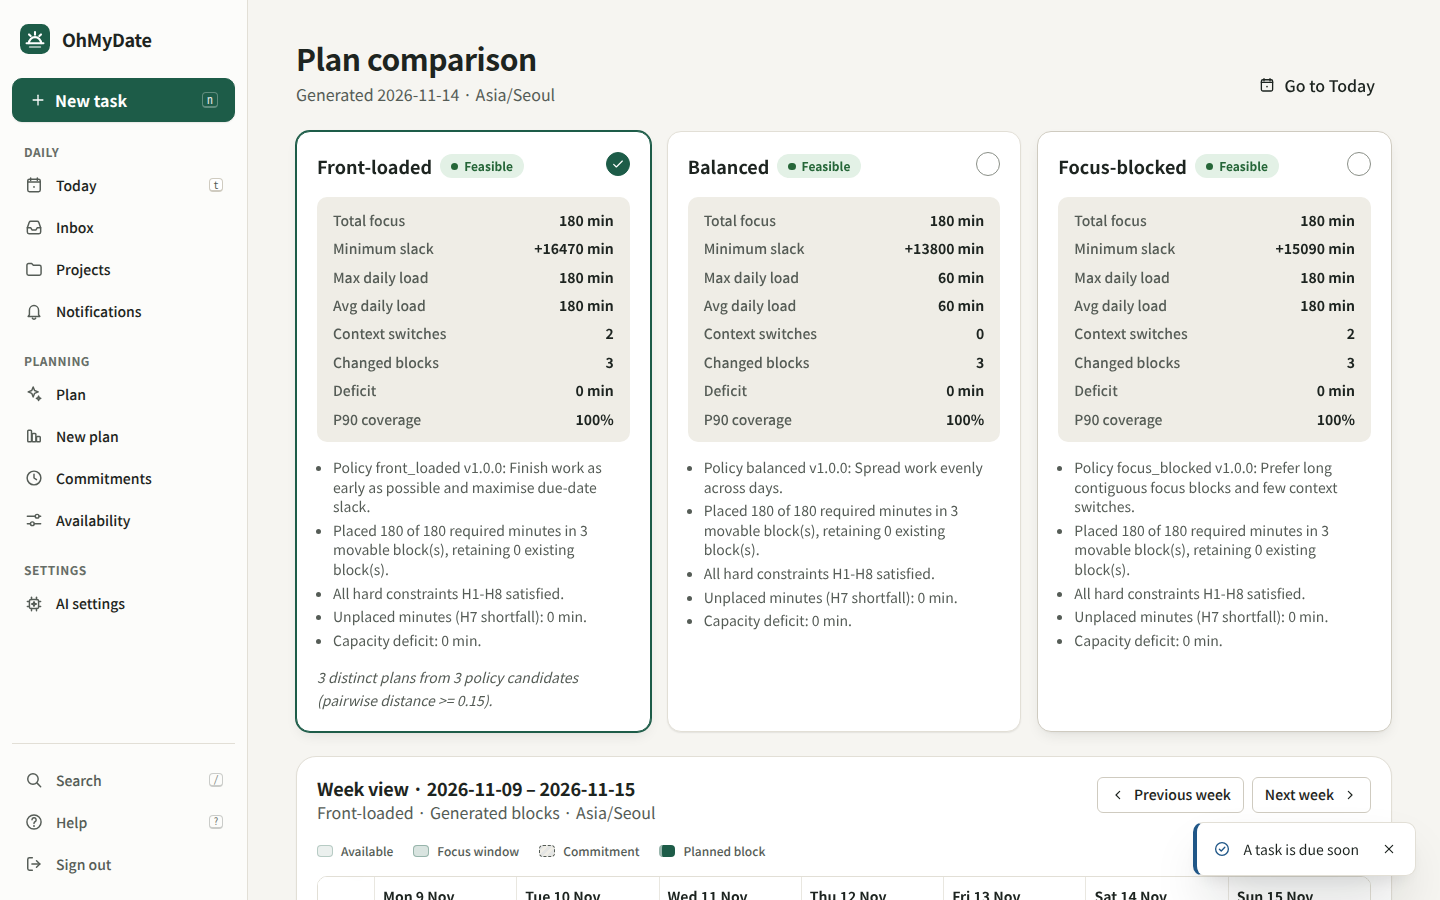 OhMyDate
New task n
DAILY
Today t
Inbox
Projects
Notifications
PLANNING
Plan
New plan
Commitments
Availability
SETTINGS
AI settings
Search /
Help ?
Sign out
Plan comparison
Generated 2026-11-14 · Asia/Seoul
Go to Today
Front-loaded Feasible
Total focus 180 min
Minimum slack +16470 min
Max daily load 180 min
Avg daily load 180 min
Context switches 2
Changed blocks 3
Deficit 0 min
P90 coverage 100%
Policy front_loaded v1.0.0: Finish work as
early as possible and maximise due-date
slack.
Placed 180 of 180 required minutes in 3
movable block(s), retaining 0 existing
block(s).
All hard constraints H1-H8 satisfied.
Unplaced minutes (H7 shortfall): 0 min.
Capacity deficit: 0 min.
3 distinct plans from 3 policy candidates
(pairwise distance >= 0.15).
Balanced Feasible
Total focus 180 min
Minimum slack +13800 min
Max daily load 60 min
Avg daily load 60 min
Context switches 0
Changed blocks 3
Deficit 0 min
P90 coverage 100%
Policy balanced v1.0.0: Spread work evenly
across days.
Placed 180 of 180 required minutes in 3
movable block(s), retaining 0 existing
block(s).
All hard constraints H1-H8 satisfied.
Unplaced minutes (H7 shortfall): 0 min.
Capacity deficit: 0 min.
Focus-blocked Feasible
Total focus 180 min
Minimum slack +15090 min
Max daily load 180 min
Avg daily load 180 min
Context switches 2
Changed blocks 3
Deficit 0 min
P90 coverage 100%
Policy focus_blocked v1.0.0: Prefer long
contiguous focus blocks and few context
switches.
Placed 180 of 180 required minutes in 3
movable block(s), retaining 0 existing
block(s).
All hard constraints H1-H8 satisfied.
Unplaced minutes (H7 shortfall): 0 min.
Capacity deficit: 0 min.
Week view · 2026-11-09 – 2026-11-15
Front-loaded · Generated blocks · Asia/Seoul
Previous week
Next week
Available
Focus window
Commitment
Planned block
A task is due soon
Mon 9 Nov
Tue 10 Nov
Wed 11 Nov
Thu 12 Nov
Fri 13 Nov
Sat 14 Nov
Sun 15 Nov